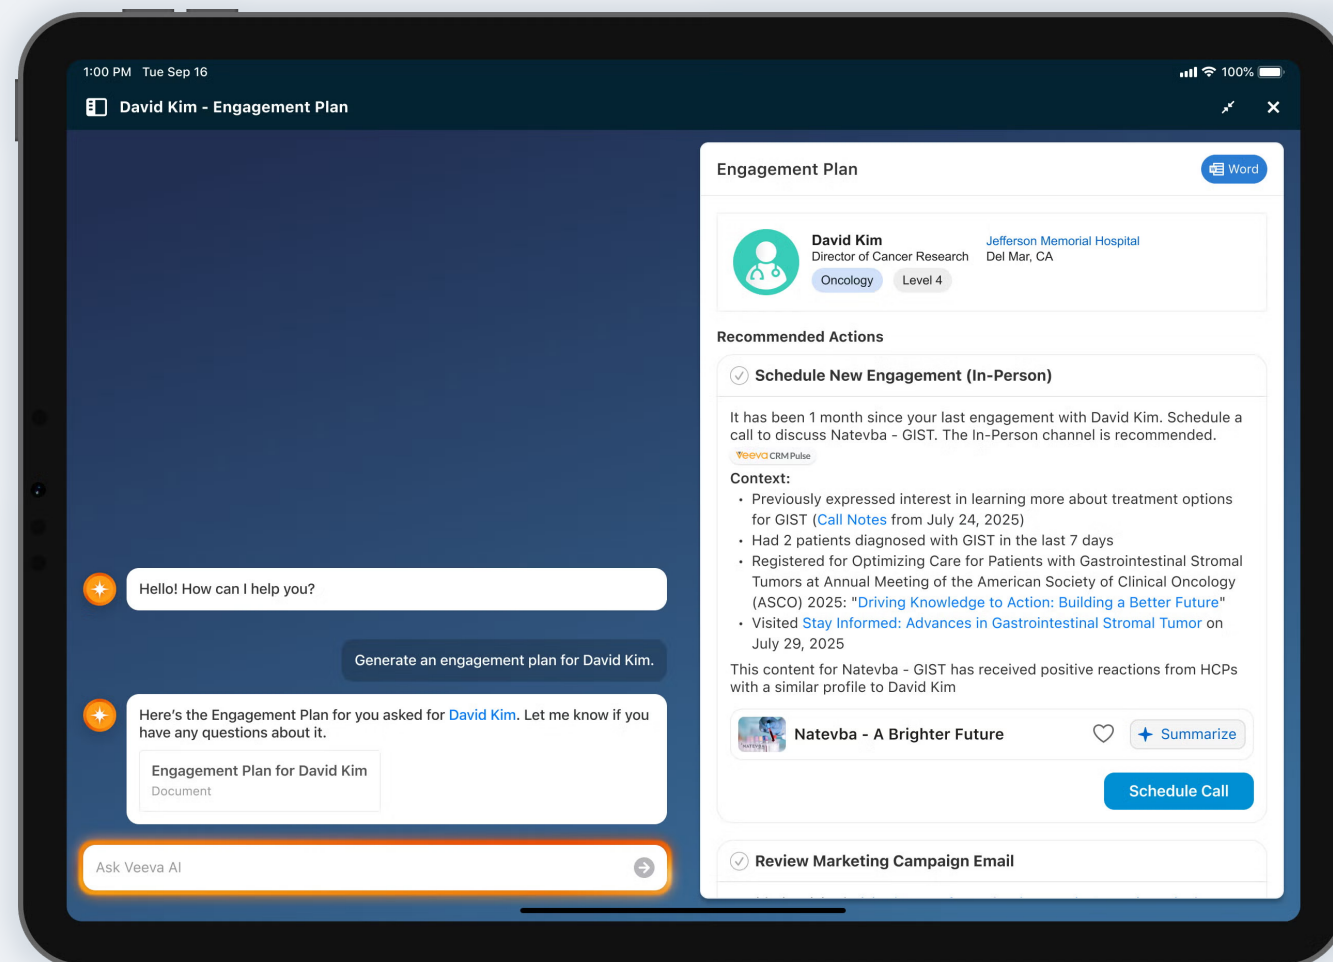 1:00 PM Tue Sep 16
100%
David Kim - Engagement Plan
Hello! How can I help you?
Generate an engagement plan for David Kim.
Here's the Engagement Plan for you asked for David Kim. Let me know if you
have any questions about it.
Engagement Plan for David Kim
Document
Ask Veeva AI
Engagement Plan
Word
David Kim
Director of Cancer Research
Oncology
Level 4
Jefferson Memorial Hospital
Del Mar, CA
Recommended Actions
Schedule New Engagement (In-Person)
It has been 1 month since your last engagement with David Kim. Schedule a
call to discuss Natevba - GIST. The In-Person channel is recommended.
Veeva CRM Pulse
Context:
• Previously expressed interest in learning more about treatment options
for GIST (Call Notes from July 24, 2025)
• Had 2 patients diagnosed with GIST in the last 7 days
• Registered for Optimizing Care for Patients with Gastrointestinal Stromal
Tumors at Annual Meeting of the American Society of Clinical Oncology
(ASCO) 2025: "Driving Knowledge to Action: Building a Better Future"
• Visited Stay Informed: Advances in Gastrointestinal Stromal Tumor on
July 29, 2025
This content for Natevba - GIST has received positive reactions from HCPs
with a similar profile to David Kim
NATEVBA
Natevba - A Brighter Future
Summarize
Schedule Call
Review Marketing Campaign Email